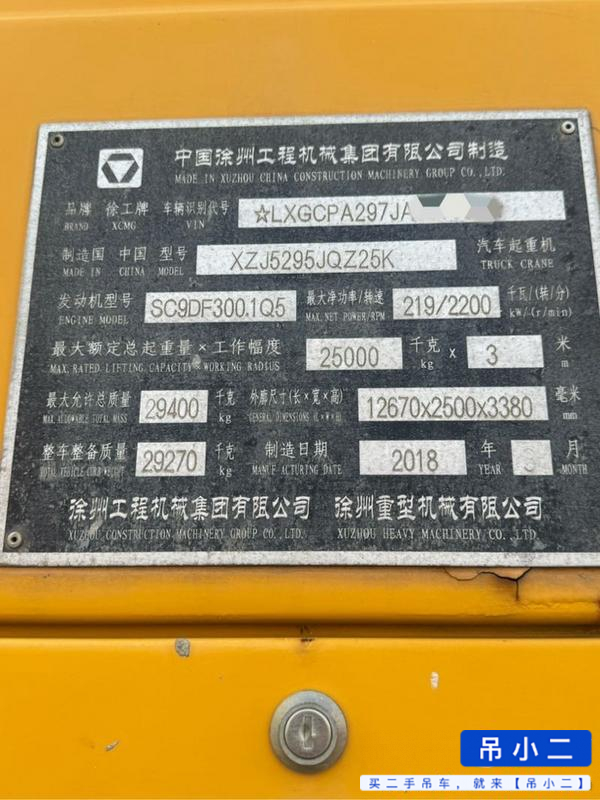 中国徐州工程机械集团有限公司制造
MADE IN XUZHOU CHINA CONSTRUCTION MACHINERY GROUP CO.,LTD.
品牌 徐工牌 车辆识别代号 ☆LXGCPA297JA
BRAND XCMG VIN
制造国 中国 型号 XZJ5295JQZ25K 汽车起重机
MADE IN CHINA MODEL TRUCK CRANE
发动机型号 SC9DF300.1Q5 最大净功率/转速 219/2200 千瓦/(转/分)
ENGINE MODEL MAX.NET POWER/RPM kW/(r/min)
最大额定总起重量×工作幅度 25000 千克 x 3 米
MAX.RATED LIFTING CAPACITY×WORKING RADIUS kg m
最大允许总质量 29400 千克 外廓尺寸(长×宽×高) 12670x2500x3380 毫米
MAX ALLOWABLE TOTAL MASS kg GENERAL DIMENSIONS (L×W×H) mm
整车整备质量 29270 千克 制造日期 2018 年 月
TOTAL VEHICLE CURB WEIGHT kg MANUFACTURING DATE YEAR MONTH
徐州工程机械集团有限公司 徐州重型机械有限公司
XUZHOU CONSTRUCTION MACHINERY GROUP CO.,LTD. XUZHOU HEAVY MACHINERY CO.,LTD.
吊小二
买二手吊车，就来【吊小二】